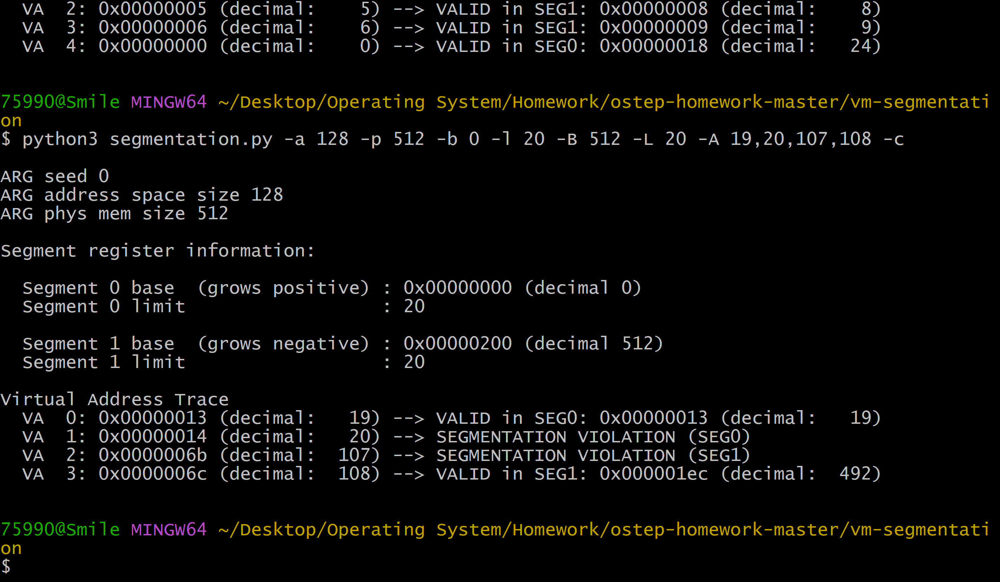 VA  2: 0x00000005 (decimal:    5) --> VALID in SEG1: 0x00000008 (decimal:    8)
  VA  3: 0x00000006 (decimal:    6) --> VALID in SEG1: 0x00000009 (decimal:    9)
  VA  4: 0x00000000 (decimal:    0) --> VALID in SEG0: 0x00000018 (decimal:   24)
75990@Smile MINGW64 ~/Desktop/Operating System/Homework/ostep-homework-master/vm-segmentati
on
$ python3 segmentation.py -a 128 -p 512 -b 0 -l 20 -B 512 -L 20 -A 19,20,107,108 -c
ARG seed 0
ARG address space size 128
ARG phys mem size 512
Segment register information:
  Segment 0 base  (grows positive) : 0x00000000 (decimal 0)
  Segment 0 limit                  : 20
  Segment 1 base  (grows negative) : 0x00000200 (decimal 512)
  Segment 1 limit                  : 20
Virtual Address Trace
  VA  0: 0x00000013 (decimal:   19) --> VALID in SEG0: 0x00000013 (decimal:   19)
  VA  1: 0x00000014 (decimal:   20) --> SEGMENTATION VIOLATION (SEG0)
  VA  2: 0x0000006b (decimal:  107) --> SEGMENTATION VIOLATION (SEG1)
  VA  3: 0x0000006c (decimal:  108) --> VALID in SEG1: 0x000001ec (decimal:  492)
75990@Smile MINGW64 ~/Desktop/Operating System/Homework/ostep-homework-master/vm-segmentati
on
$